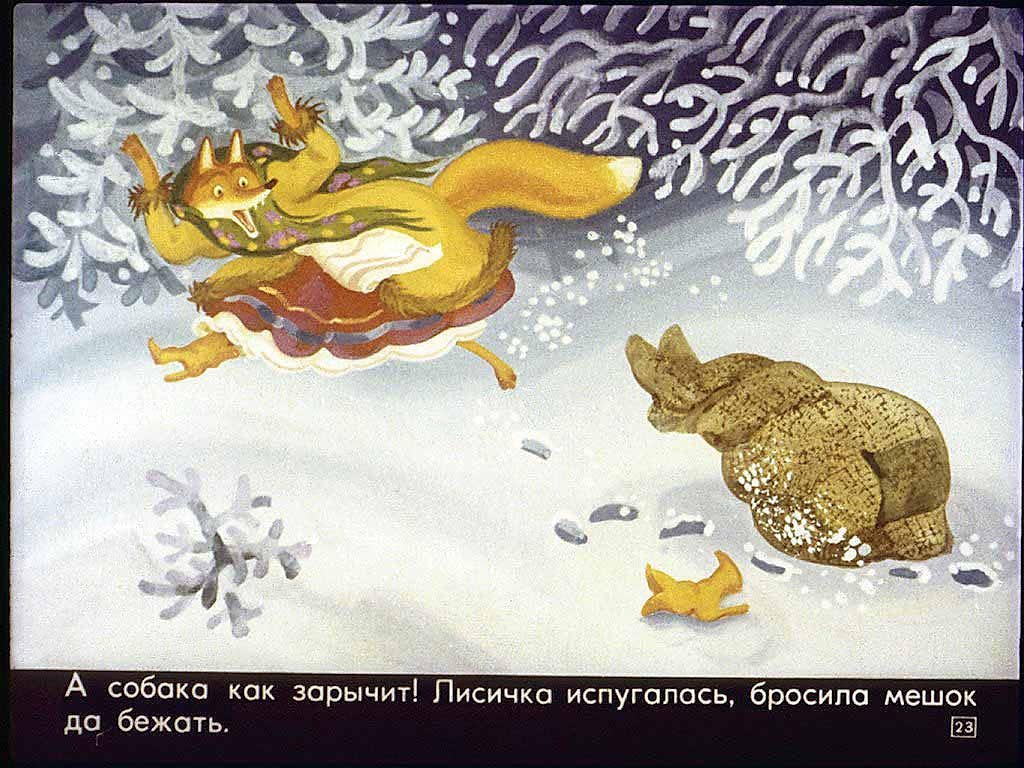 А собака как зарычит! Лисичка испугалась, бросила мешок
да бежать.
23